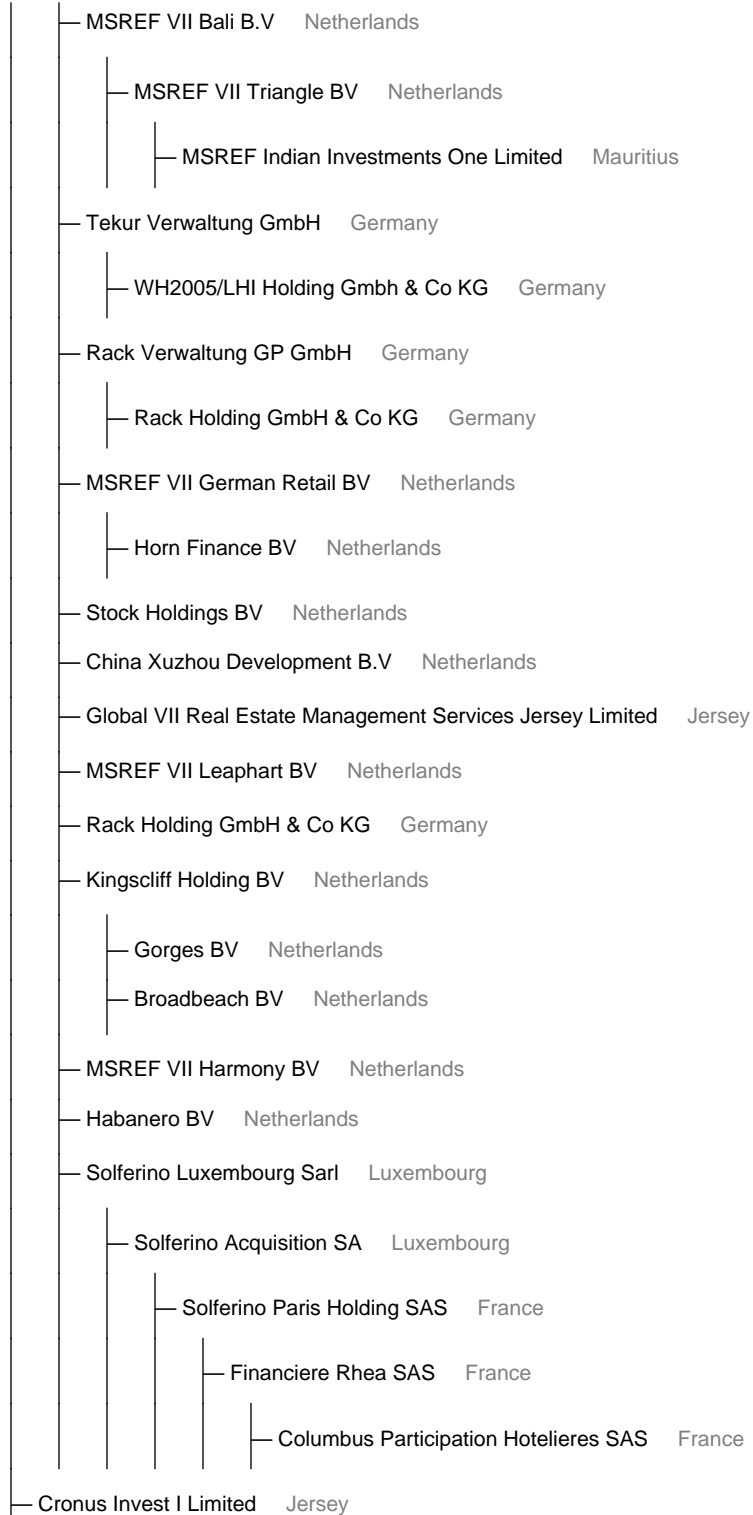 MSREF VII Bali B.V Netherlands
MSREF VII Triangle BV Netherlands
MSREF Indian Investments One Limited Mauritius
Tekur Verwaltung GmbH Germany
WH2005/LHI Holding Gmbh & Co KG Germany
Rack Verwaltung GP GmbH Germany
Rack Holding GmbH & Co KG Germany
MSREF VII German Retail BV Netherlands
Horn Finance BV Netherlands
Stock Holdings BV Netherlands
China Xuzhou Development B.V Netherlands
Global VII Real Estate Management Services Jersey Limited Jersey
MSREF VII Leaphart BV Netherlands
Rack Holding GmbH & Co KG Germany
Kingscliff Holding BV Netherlands
Gorges BV Netherlands
Broadbeach BV Netherlands
MSREF VII Harmony BV Netherlands
Habanero BV Netherlands
Solferino Luxembourg Sarl Luxembourg
Solferino Acquisition SA Luxembourg
Solferino Paris Holding SAS France
Financiere Rhea SAS France
Columbus Participation Hotelieres SAS France
Cronus Invest I Limited Jersey